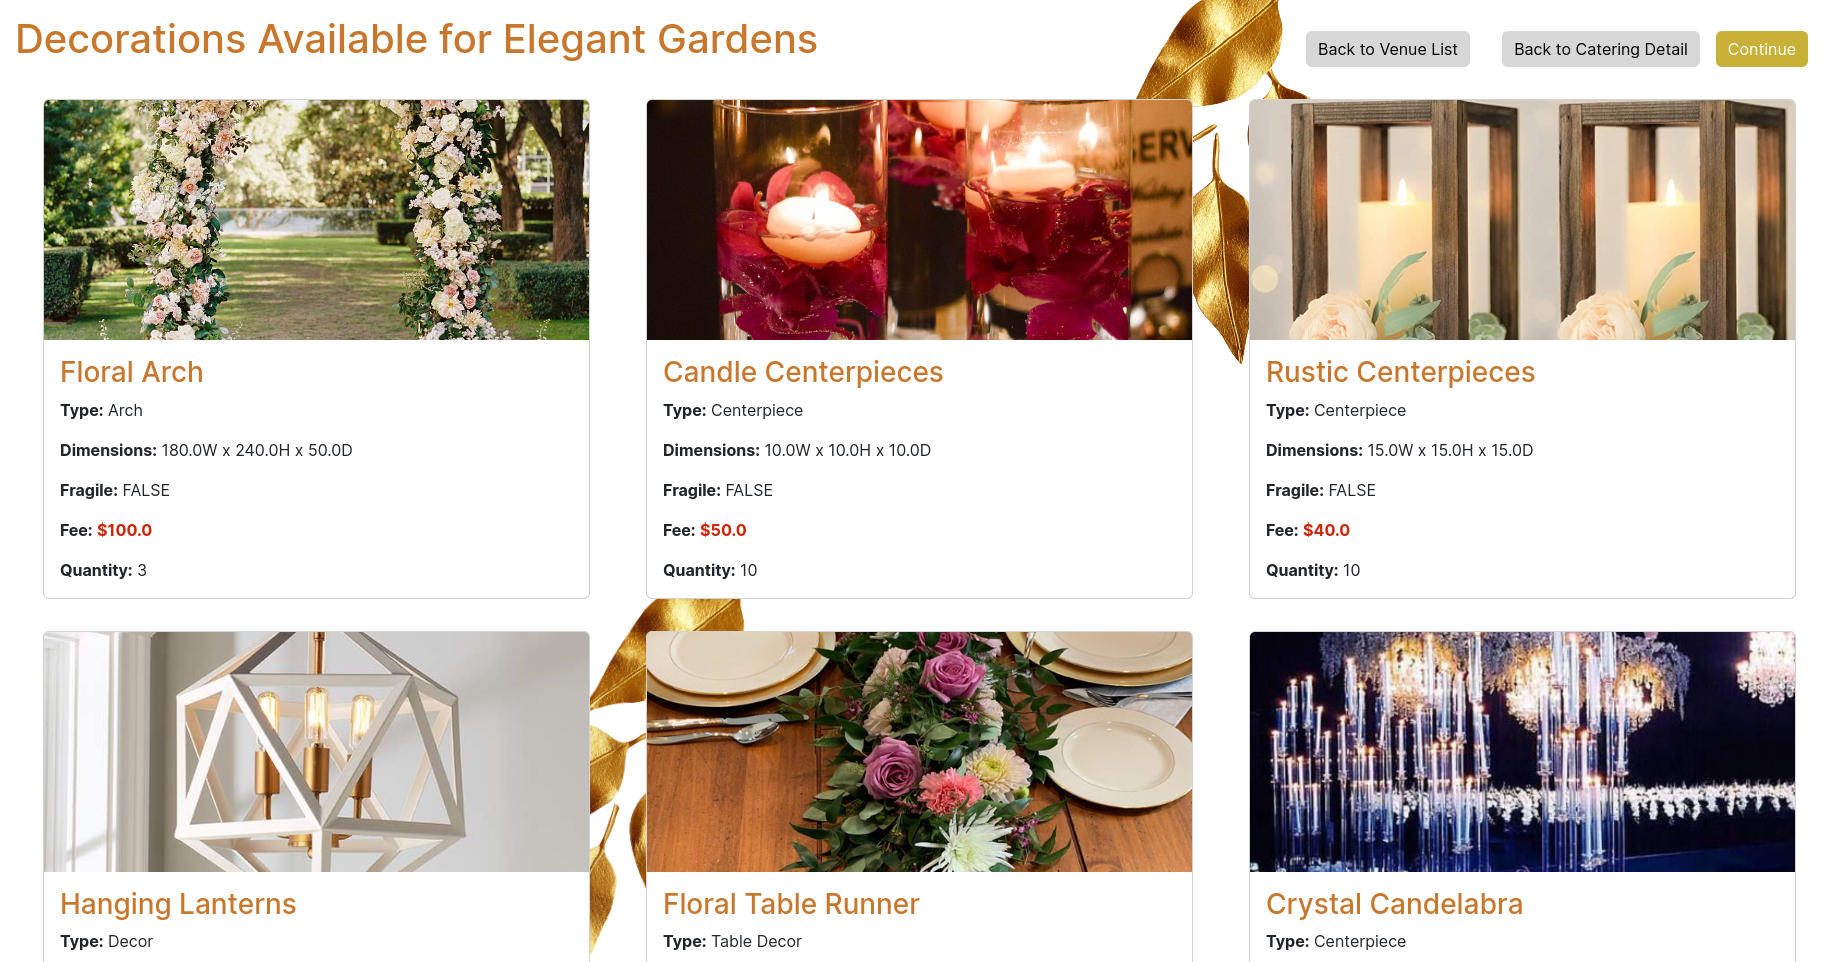 Decorations Available for Elegant Gardens
Back to Venue List
Back to Catering Detail
Continue
Floral Arch
Type: Arch
Dimensions: 180.0W x 240.0H x 50.0D
Fragile: FALSE
Fee: $100.0
Quantity: 3
SERV
Candle Centerpieces
Type: Centerpiece
Dimensions: 10.0W x 10.0H x 10.0D
Fragile: FALSE
Fee: $50.0
Quantity: 10
Rustic Centerpieces
Type: Centerpiece
Dimensions: 15.0W x 15.0H x 15.0D
Fragile: FALSE
Fee: $40.0
Quantity: 10
Hanging Lanterns
Type: Decor
Floral Table Runner
Type: Table Decor
Crystal Candelabra
Type: Centerpiece